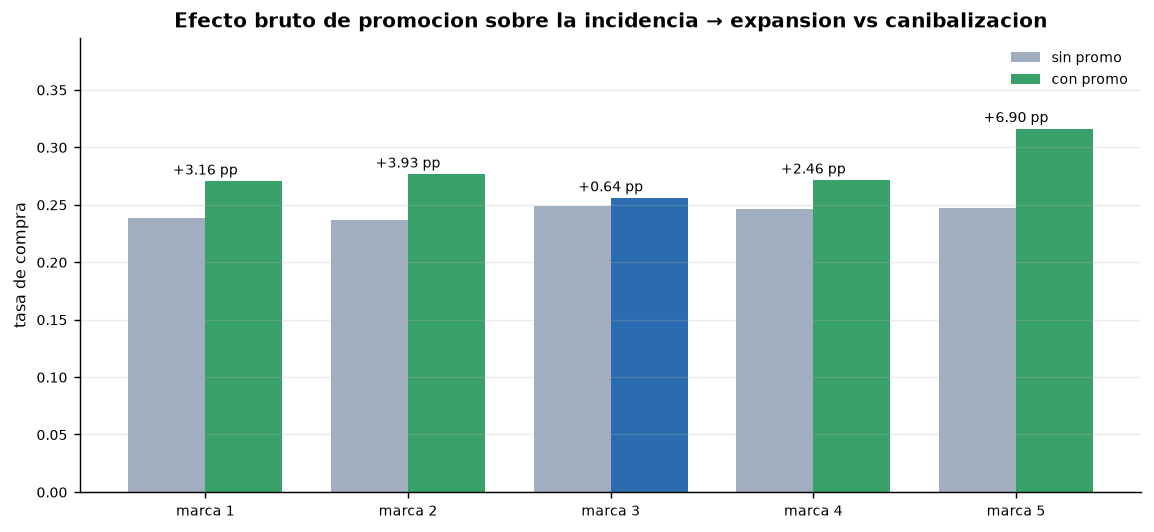 Efecto bruto de promocion sobre la incidencia → expansion vs canibalizacion
sin promo
con promo
tasa de compra
0.35
0.30
0.25
0.20
0.15
0.10
0.05
0.00
+3.16 pp
+3.93 pp
+0.64 pp
+2.46 pp
+6.90 pp
marca 1
marca 2
marca 3
marca 4
marca 5